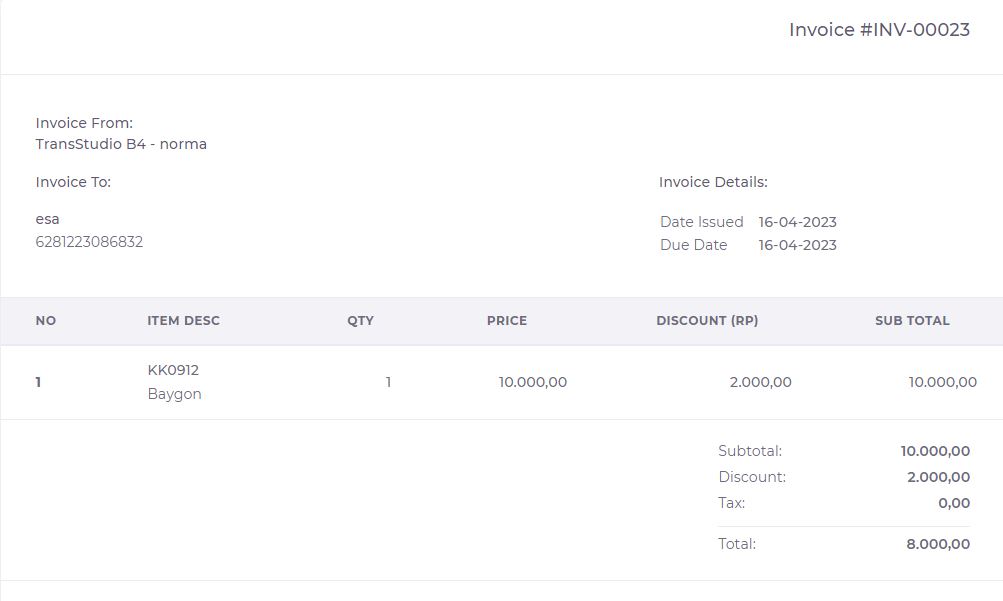 Invoice #INV-00023
Invoice From:
TransStudio B4 - norma
Invoice To:
esa
6281223086832
Invoice Details:
Date Issued 16-04-2023
Due Date 16-04-2023
NO ITEM DESC QTY PRICE DISCOUNT (RP) SUB TOTAL
1 KK0912 1 10.000,00 2.000,00 10.000,00
Baygon
Subtotal: 10.000,00
Discount: 2.000,00
Tax: 0,00
Total: 8.000,00